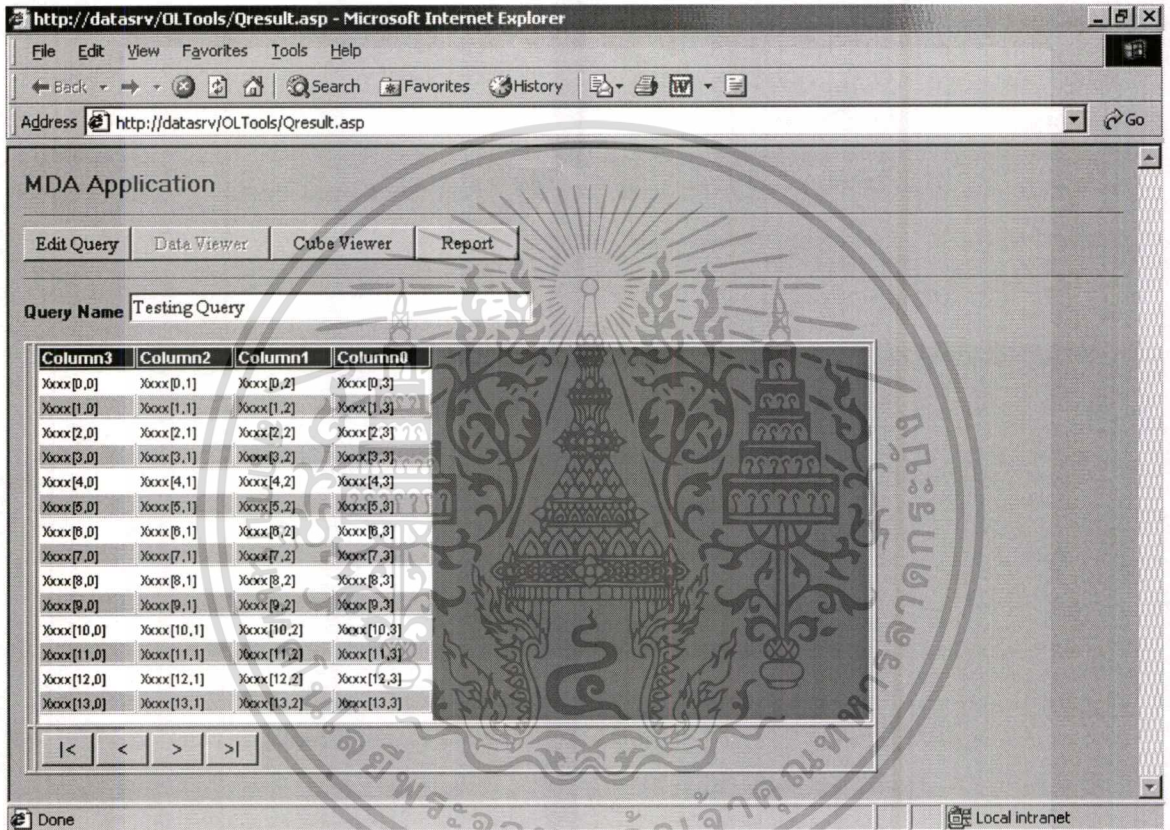 http://datasrv/OLTools/Qresult.asp - Microsoft Internet Explorer
File Edit View Favorites Tools Help
Back Search Favorites History
Address http://datasrv/OLTools/Qresult.asp Go
MDA Application
Edit Query Data Viewer Cube Viewer Report
Query Name Testing Query
Column3 Column2 Column1 Column0
Xxxx[0,0] Xxxx[0,1] Xxxx[0,2] Xxxx[0,3]
Xxxx[1,0] Xxxx[1,1] Xxxx[1,2] Xxxx[1,3]
Xxxx[2,0] Xxxx[2,1] Xxxx[2,2] Xxxx[2,3]
Xxxx[3,0] Xxxx[3,1] Xxxx[3,2] Xxxx[3,3]
Xxxx[4,0] Xxxx[4,1] Xxxx[4,2] Xxxx[4,3]
Xxxx[5,0] Xxxx[5,1] Xxxx[5,2] Xxxx[5,3]
Xxxx[6,0] Xxxx[6,1] Xxxx[6,2] Xxxx[6,3]
Xxxx[7,0] Xxxx[7,1] Xxxx[7,2] Xxxx[7,3]
Xxxx[8,0] Xxxx[8,1] Xxxx[8,2] Xxxx[8,3]
Xxxx[9,0] Xxxx[9,1] Xxxx[9,2] Xxxx[9,3]
Xxxx[10,0] Xxxx[10,1] Xxxx[10,2] Xxxx[10,3]
Xxxx[11,0] Xxxx[11,1] Xxxx[11,2] Xxxx[11,3]
Xxxx[12,0] Xxxx[12,1] Xxxx[12,2] Xxxx[12,3]
Xxxx[13,0] Xxxx[13,1] Xxxx[13,2] Xxxx[13,3]
|< < > >|
Done Local intranet